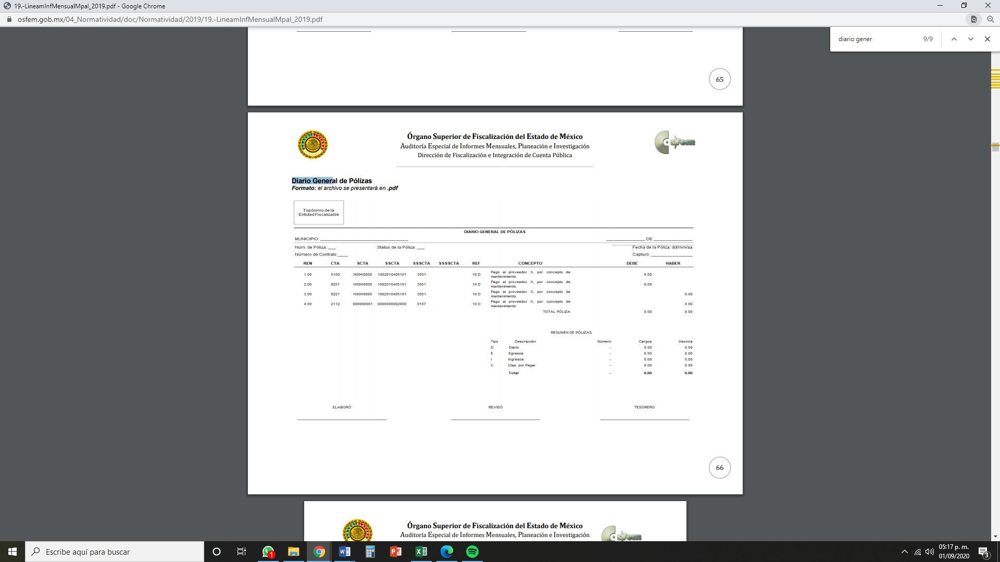 19.-LineamInfMensualMpal_2019.pdf - Google Chrome
osfem.gob.mx/04_Normatividad/doc/Normatividad/2019/19.-LineamInfMensualMpal_2019.pdf
diario gener 9/9
65
Órgano Superior de Fiscalización del Estado de México
Auditoría Especial de Informes Mensuales, Planeación e Investigación
Dirección de Fiscalización e Integración de Cuenta Pública
osfem
Diario General de Pólizas
Formato: el archivo se presentará en .pdf
Topónimo de la
Entidad Fiscalizable
DIARIO GENERAL DE PÓLIZAS
MUNICIPIO: ____ ____ DE ____
Núm. de Póliza: ___ Status de la Póliza: ___ Fecha de la Póliza: dd/mm/aa
Número de Contrato:____ Capturó: ____
REN CTA SCTA SSCTA SSSCTA SSSSCTA REF CONCEPTO DEBE HABER
1.00 5100 H00H0000 1002010405101 3551 10 D Pago al proveedor X, por concepto de mantenimiento. 0.00
2.00 8251 H00H0000 1002010405101 3551 10 D Pago al proveedor X, por concepto de mantenimiento. 0.00
3.00 8221 H00H0000 1002010405101 3551 10 D Pago al proveedor X, por concepto de mantenimiento. 0.00
4.00 2112 000000001 0000000002000 0107 10 D Pago al proveedor X, por concepto de mantenimiento. 0.00
TOTAL PÓLIZA 0.00 0.00
RESUMEN DE PÓLIZAS
Tipo Descripción Número Cargos Abonos
D Diario - 0.00 0.00
E Egresos - 0.00 0.00
I Ingresos - 0.00 0.00
C Ctas. por Pagar - 0.00 0.00
Total - 0.00 0.00
ELABORÓ REVISÓ TESORERO
66
Órgano Superior de Fiscalización del Estado de México
Auditoría Especial de Informes Mensuales, Planeación e Investigación
osfem
Escribe aquí para buscar
1
05:17 p. m.
01/09/2020
3